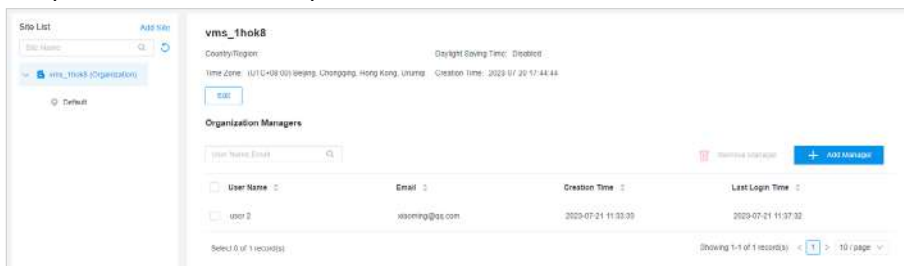 Site List
Add Site
Site Name
vms_1hok8 (Organization)
Default
vms_1hok8
Country/Region:
Daylight Saving Time: Disabled
Time Zone: (UTC+08:00) Beijing, Chongqing, Hong Kong, Urumqi
Creation Time: 2023-07-20 17:44:44
Edit
Organization Managers
User Name/Email
Remove Manager
+ Add Manager
User Name
Email
Creation Time
Last Login Time
user 2
xiaoming@qq.com
2023-07-21 11:33:
2023-07-21 11:37:32
Select 0 of 1 record(s)
Showing 1-1 of 1 record(s)
< 1 >
10 / page